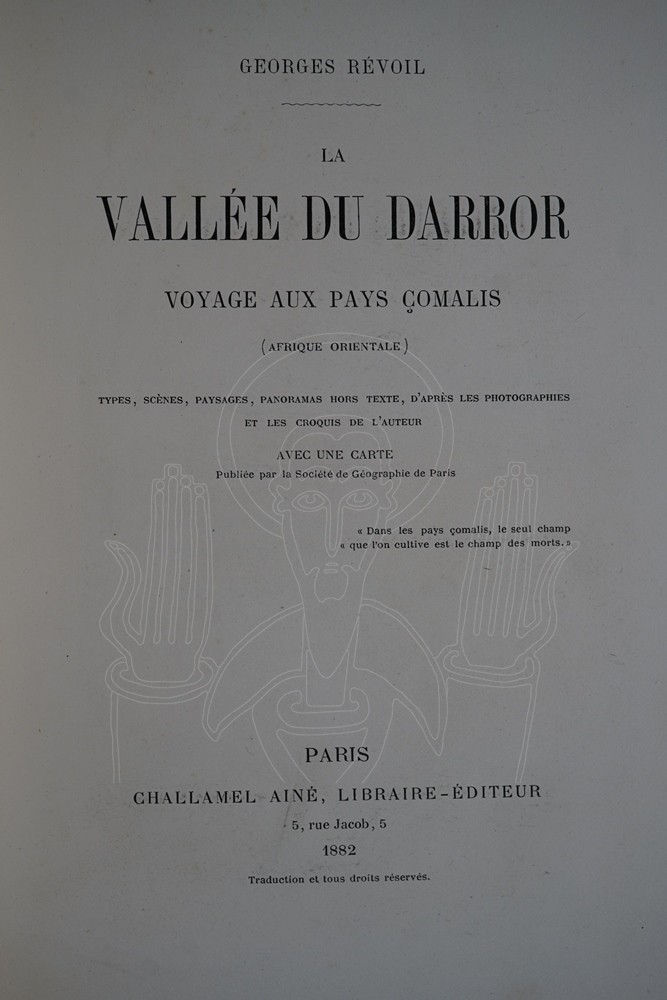 GEORGES RÉVOIL
LA
VALLÉE DU DARROR
VOYAGE AUX PAYS ÇOMALIS
(AFRIQUE ORIENTALE)
TYPES, SCÈNES, PAYSAGES, PANORAMAS HORS TEXTE, D'APRÈS LES PHOTOGRAPHIES
ET LES CROQUIS DE L'AUTEUR
AVEC UNE CARTE
Publiée par la Société de Géographie de Paris
« Dans les pays çomalis, le seul champ
« que l'on cultive est le champ des morts. »
PARIS
CHALLAMEL AINÉ, LIBRAIRE-ÉDITEUR
5, rue Jacob, 5
1882
Traduction et tous droits réservés.